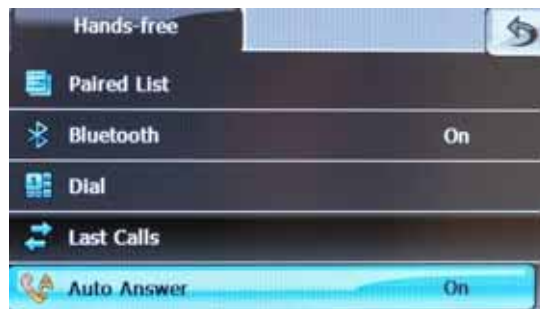 Hands-free
Paired List
Bluetooth On
Dial
Last Calls
Auto Answer On